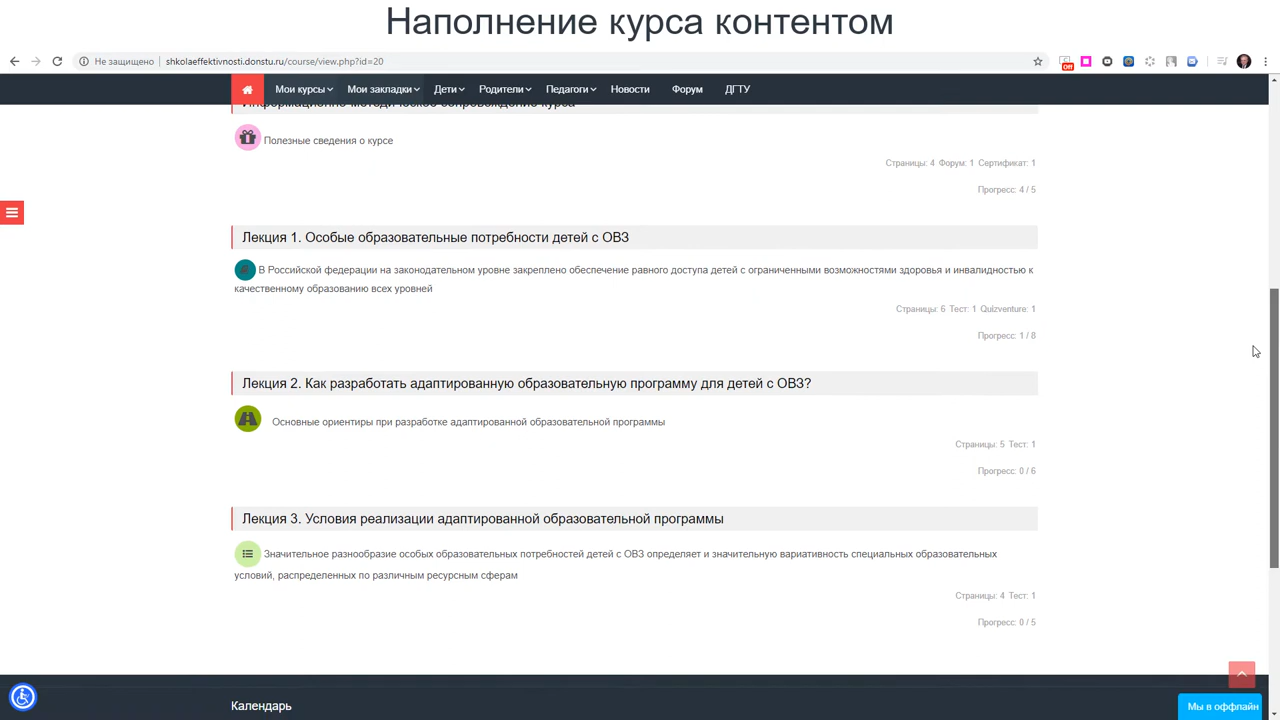 Наполнение курса контентом
Не защищено shkolaeffektivnosti.donstu.ru/course/view.php?id=20
Off
Мои курсы Мои закладки Дети Родители Педагоги Новости Форум ДГТУ
Информационно-методическое сопровождение курса
Полезные сведения о курсе
Страницы: 4 Форум: 1 Сертификат: 1
Прогресс: 4 / 5
Лекция 1. Особые образовательные потребности детей с ОВЗ
В Российской федерации на законодательном уровне закреплено обеспечение равного доступа детей с ограниченными возможностями здоровья и инвалидностью к
качественному образованию всех уровней
Страницы: 6 Тест: 1 Quizventure: 1
Прогресс: 1 / 8
Лекция 2. Как разработать адаптированную образовательную программу для детей с ОВЗ?
Основные ориентиры при разработке адаптированной образовательной программы
Страницы: 5 Тест: 1
Прогресс: 0 / 6
Лекция 3. Условия реализации адаптированной образовательной программы
Значительное разнообразие особых образовательных потребностей детей с ОВЗ определяет и значительную вариативность специальных образовательных
условий, распределенных по различным ресурсным сферам
Страницы: 4 Тест: 1
Прогресс: 0 / 5
Календарь
Мы в оффлайн